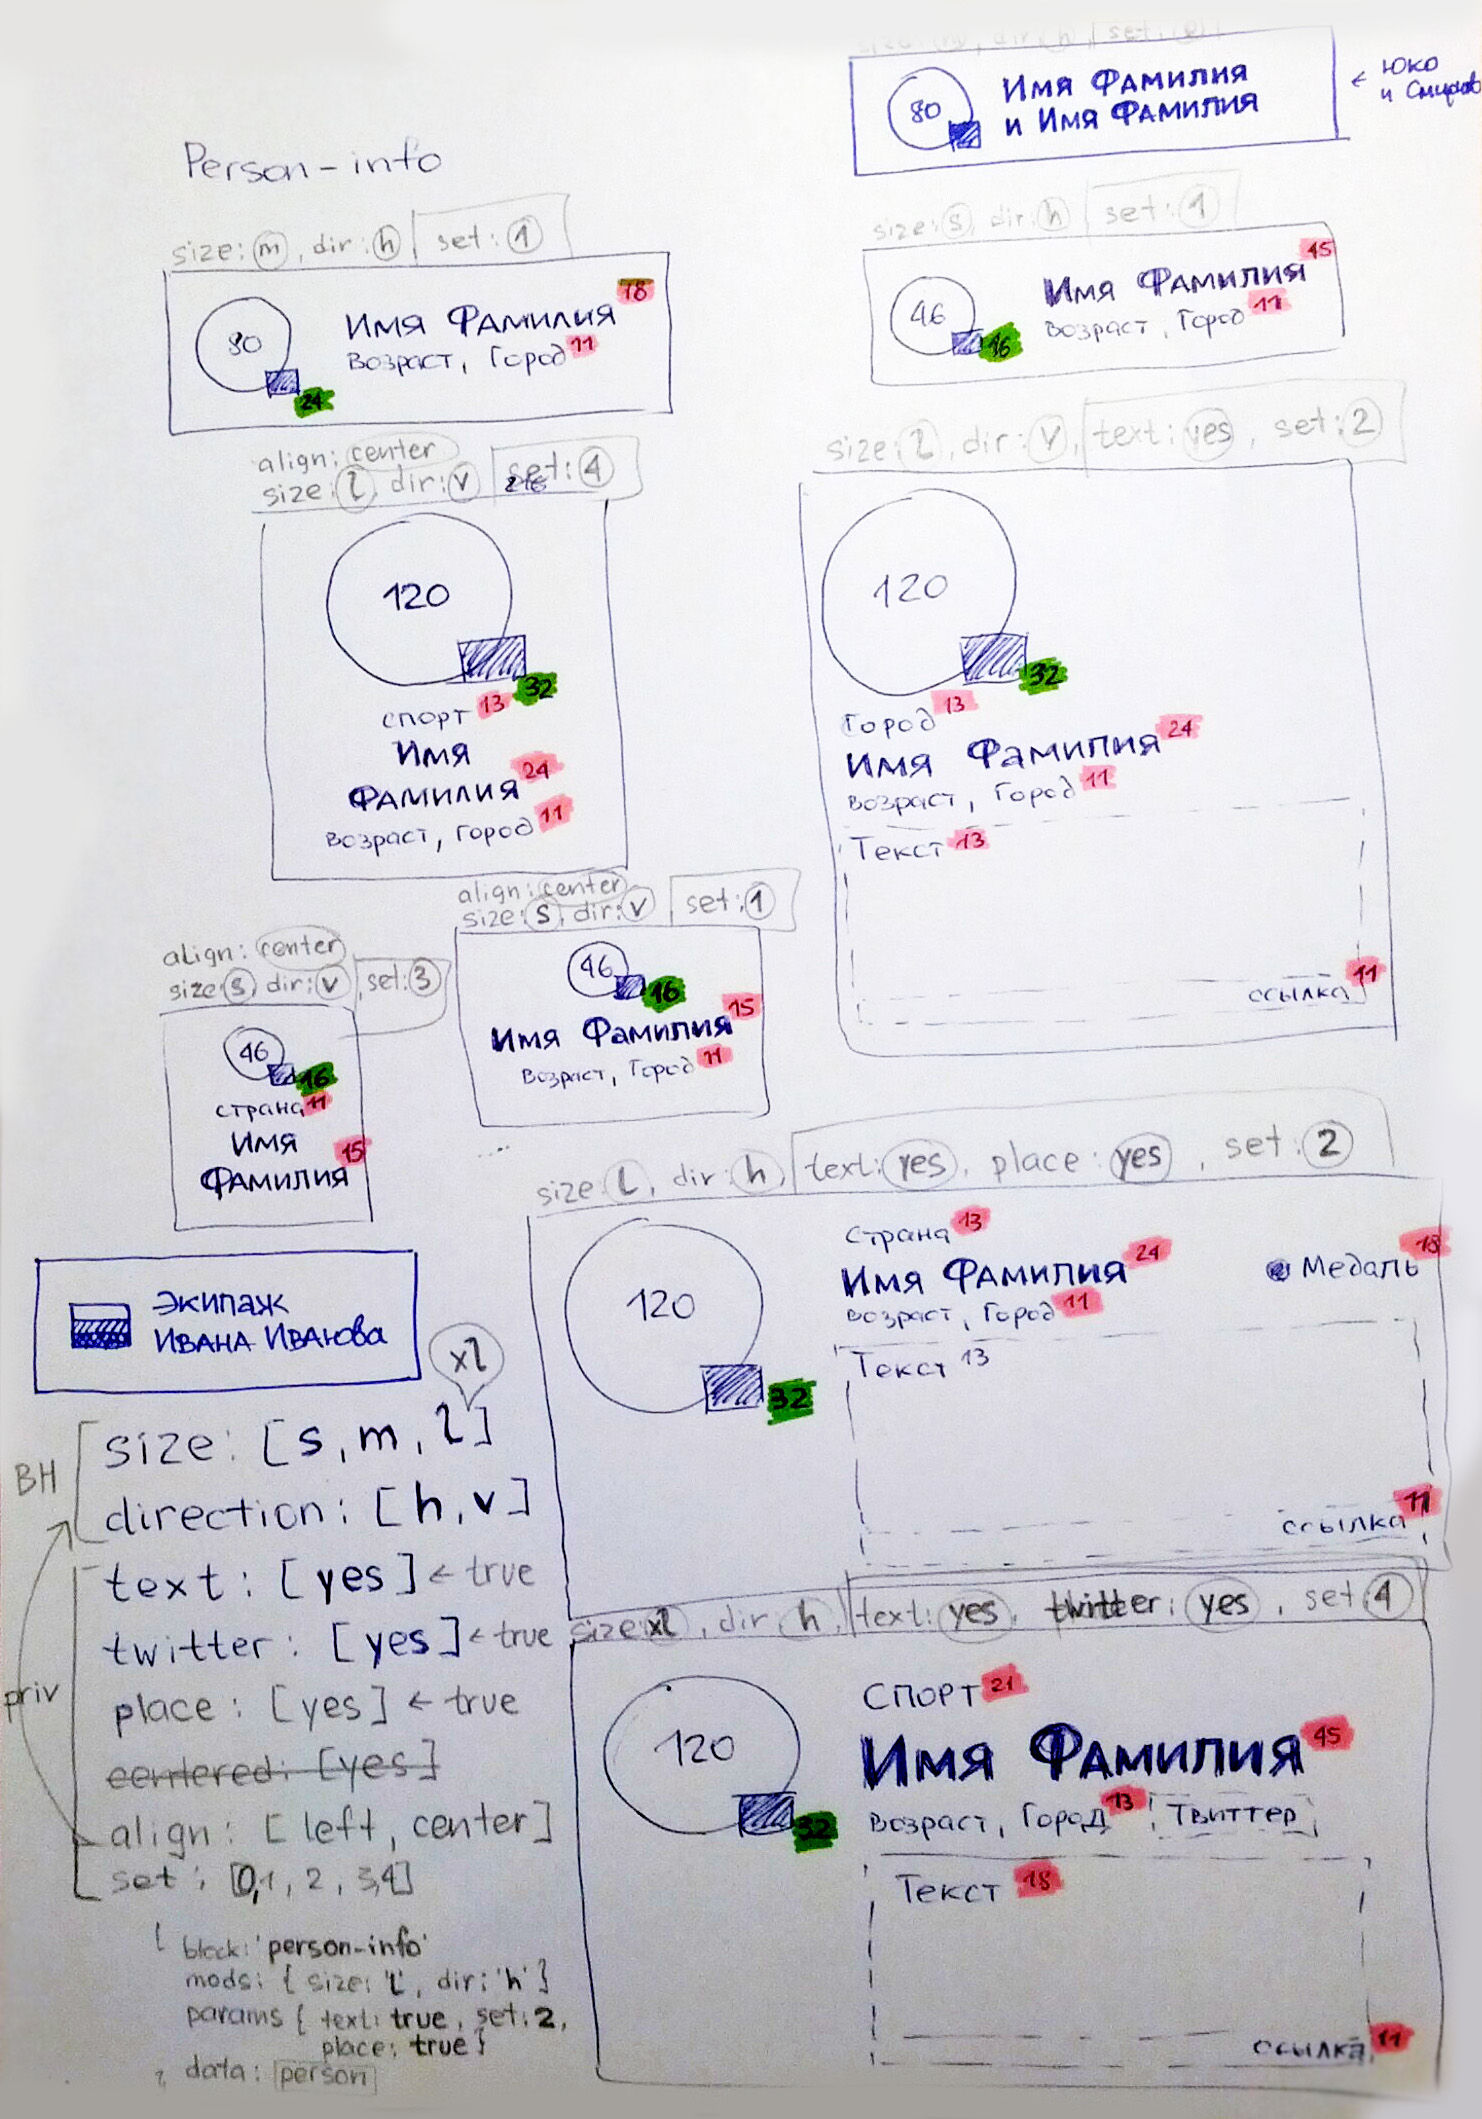 size: m, dir: h, set: 0
Имя Фамилия
и Имя Фамилия
80
← Юко
и Смирнов
Person-info
size: m, dir: h, set: 1
80
24
Имя Фамилия 18
Возраст, Город 11
size: s, dir: h, set: 1
46
16
Имя Фамилия 45
Возраст, Город 11
align: center
size: l, dir: v, set: 4
120
32
спорт 13
Имя
Фамилия 24
Возраст, Город 11
size: l, dir: v, text: yes, set: 2
120
32
Город 13
Имя Фамилия 24
Возраст, Город 11
Текст 13
ссылка 11
align: center
size: s, dir: v, set: 3
46
16
страна 11
Имя
Фамилия 15
align: center
size: s, dir: v, set: 1
46
16
Имя Фамилия 15
Возраст, Город 11
size: l, dir: h, text: yes, place: yes, set: 2
120
32
Страна 13
Имя Фамилия 24
Медаль 18
Возраст, Город 11
Текст 13
ссылка 11
Экипаж
Ивана Иванова
xl
BH
size: [s, m, l]
direction: [h, v]
priv
text: [yes] ← true
twitter: [yes] ← true
place: [yes] ← true
centered: [yes]
align: [left, center]
set: [0,1, 2, 3,4]
{ block: 'person-info'
mods: { size: 'l', dir: 'h' }
params { text: true, set: 2,
place: true }
data: person
size: xl, dir: h, text: yes, twitter: yes, set: 4
120
32
Спорт 21
Имя Фамилия 45
Возраст, Город 13, Твиттер
Текст 18
ссылка 11